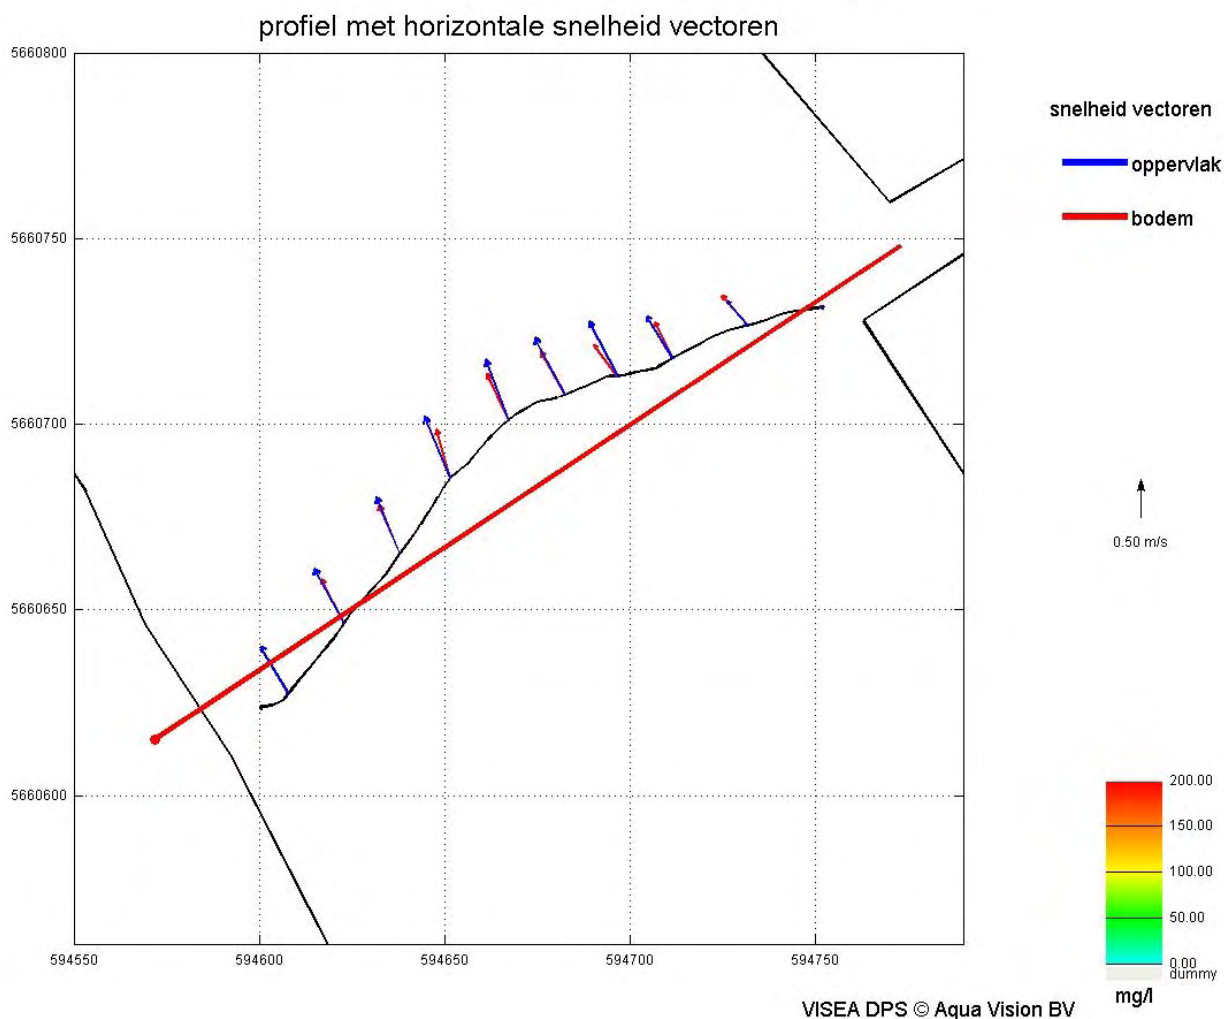 profiel met horizontale snelheid vectoren
5660800
5660750
5660700
5660650
5660600
594550
594600
594650
594700
594750
snelheid vectoren
oppervlak
bodem
0.50 m/s
200.00
150.00
100.00
50.00
0.00
dummy
mg/l
VISEA DPS © Aqua Vision BV